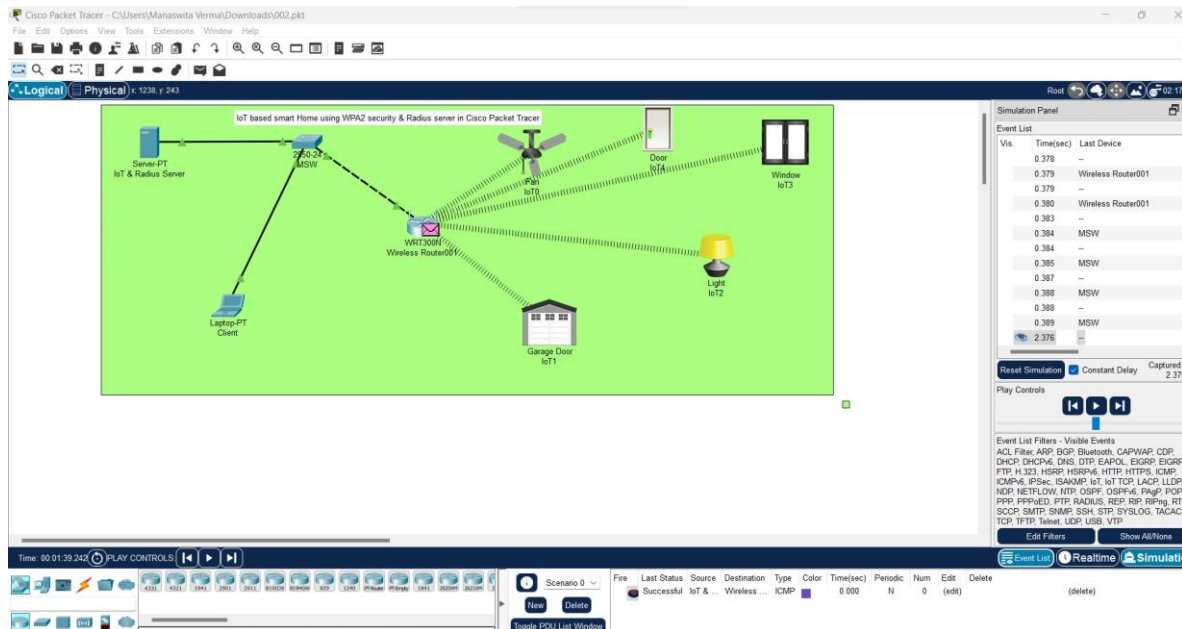 Cisco Packet Tracer - C:\Users\Manaswita Verma\Downloads\002.pkt
File Edit Options View Tools Extensions Window Help
Logical Physical x: 1238, y: 243 Root 02:17
IoT based smart Home using WPA2 security & Radius server in Cisco Packet Tracer
Server-PT
IoT & Radius Server
2950-24
MSW
Fan
IoT0
Door
IoT4
Window
IoT3
WRT300N
Wireless Router001
Light
IoT2
Laptop-PT
Client
Garage Door
IoT1
Simulation Panel
Event List
Vis. Time(sec) Last Device
0.378 --
0.379 Wireless Router001
0.379 --
0.380 Wireless Router001
0.383 --
0.384 MSW
0.384 --
0.385 MSW
0.387 --
0.388 MSW
0.388 --
0.389 MSW
2.376 --
Reset Simulation Constant Delay Captured
2.376
Play Controls
Event List Filters - Visible Events
ACL Filter, ARP, BGP, Bluetooth, CAPWAP, CDP,
DHCP, DHCPv6, DNS, DTP, EAPOL, EIGRP, EIGRP
FTP, H.323, HSRP, HSRPv6, HTTP, HTTPS, ICMP,
ICMPv6, IPSec, ISAKMP, IoT, IoT TCP, LACP, LLDP,
NDP, NETFLOW, NTP, OSPF, OSPFv6, PAgP, POP
PPP, PPPoED, PTP, RADIUS, REP, RIP, RIPng, RT
SCCP, SMTP, SNMP, SSH, STP, SYSLOG, TACAC
TCP, TFTP, Telnet, UDP, USB, VTP
Edit Filters Show All/None
Time: 00:01:39.242 PLAY CONTROLS:
Event List Realtime Simulati
4331 4321 1941 2901 2911 819IOX 819HGW 829 1240 PT-Router PT-Empty 1841 2620XM 2621XM
Scenario 0
New Delete
Toggle PDU List Window
Fire Last Status Source Destination Type Color Time(sec) Periodic Num Edit Delete
Successful IoT & ... Wireless ... ICMP 0.000 N 0 (edit) (delete)